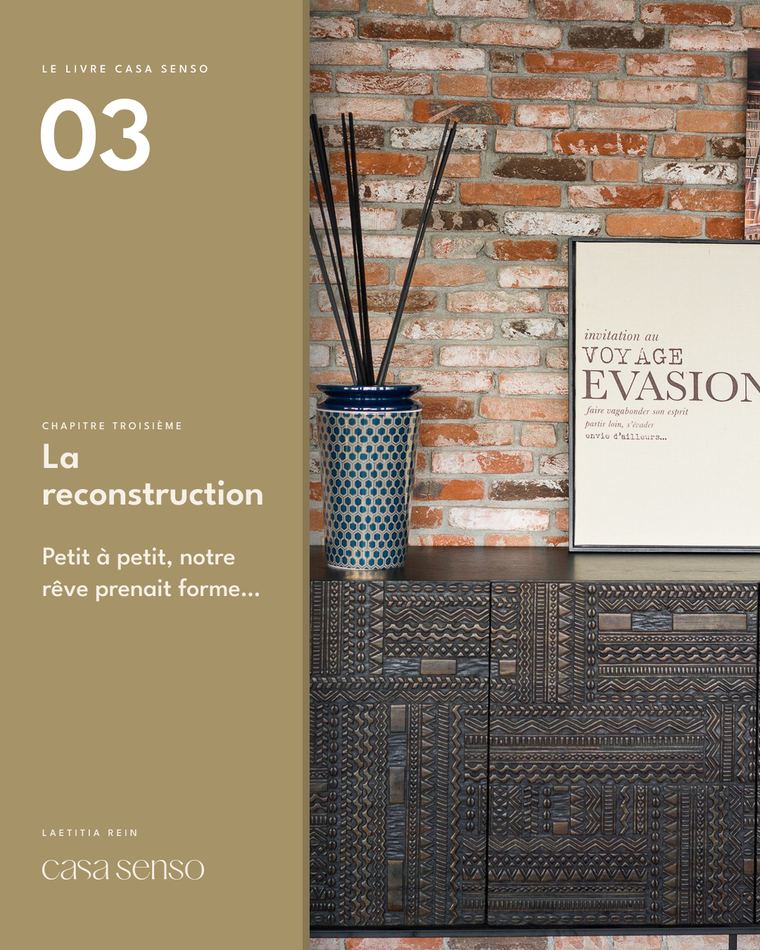 LE LIVRE CASA SENSO
03
CHAPITRE TROISIÈME
La
reconstruction
Petit à petit, notre
rêve prenait forme...
LAETITIA REIN
casa senso
invitation au
VOYAGE
EVASION
faire vagabonder son esprit
partir loin, s'évader
envie d'ailleurs...